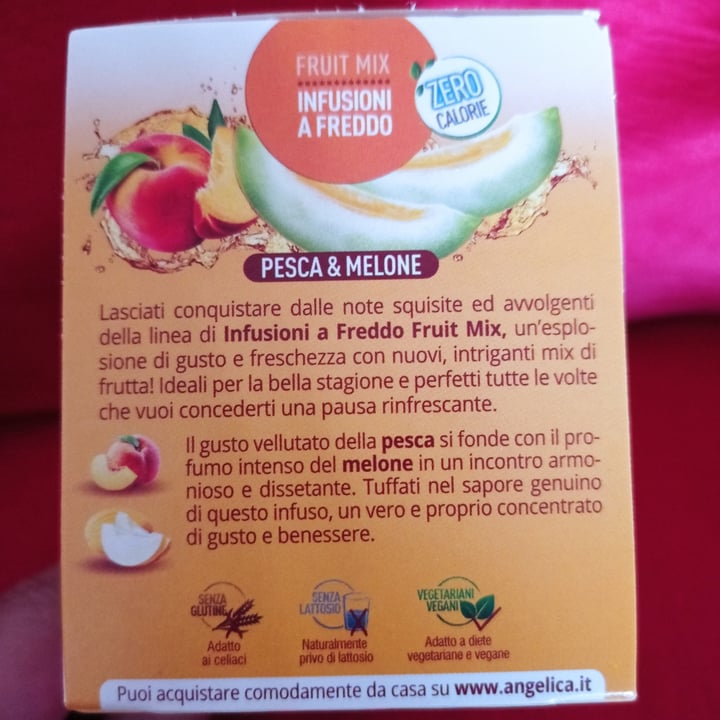 FRUIT MIX
INFUSIONI
A FREDDO
ZERO
CALORIE
PESCA & MELONE
Lasciati conquistare dalle note squisite ed avvolgenti
della linea di Infusioni a Freddo Fruit Mix, un'esplo-
sione di gusto e freschezza con nuovi, intriganti mix di
frutta! Ideali per la bella stagione e perfetti tutte le volte
che vuoi concederti una pausa rinfrescante.
Il gusto vellutato della pesca si fonde con il pro-
fumo intenso del melone in un incontro armo-
nioso e dissetante. Tuffati nel sapore genuino
di questo infuso, un vero e proprio concentrato
di gusto e benessere.
SENZA
GLUTINE
Adatto
ai celiaci
SENZA
LATTOSIO
Naturalmente
privo di lattosio
VEGETARIANI
VEGANI
Adatto a diete
vegetariane e vegane
Puoi acquistare comodamente da casa su www.angelica.it